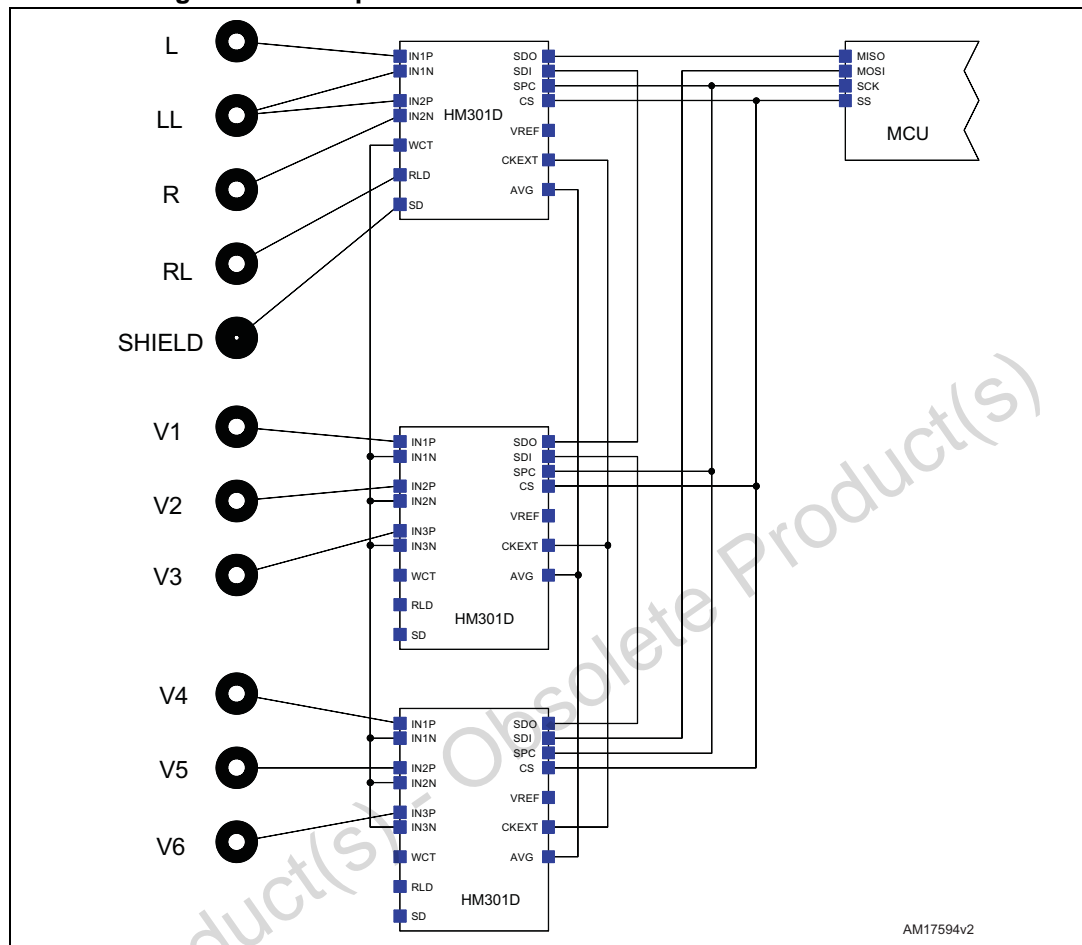 L
LL
R
RL
SHIELD
IN1P
IN1N
IN2P
IN2N
WCT
RLD
SD
HM301D
SDO
SDI
SPC
CS
VREF
CKEXT
AVG
MISO
MOSI
SCK
SS
MCU
V1
V2
V3
IN1P
IN1N
IN2P
IN2N
IN3P
IN3N
WCT
RLD
SD
SDO
SDI
SPC
CS
VREF
CKEXT
AVG
HM301D
V4
V5
V6
IN1P
IN1N
IN2P
IN2N
IN3P
IN3N
WCT
RLD
SD
SDO
SDI
SPC
CS
VREF
CKEXT
AVG
HM301D
AM17594v2
duct(s) - Obsolete Product(s)